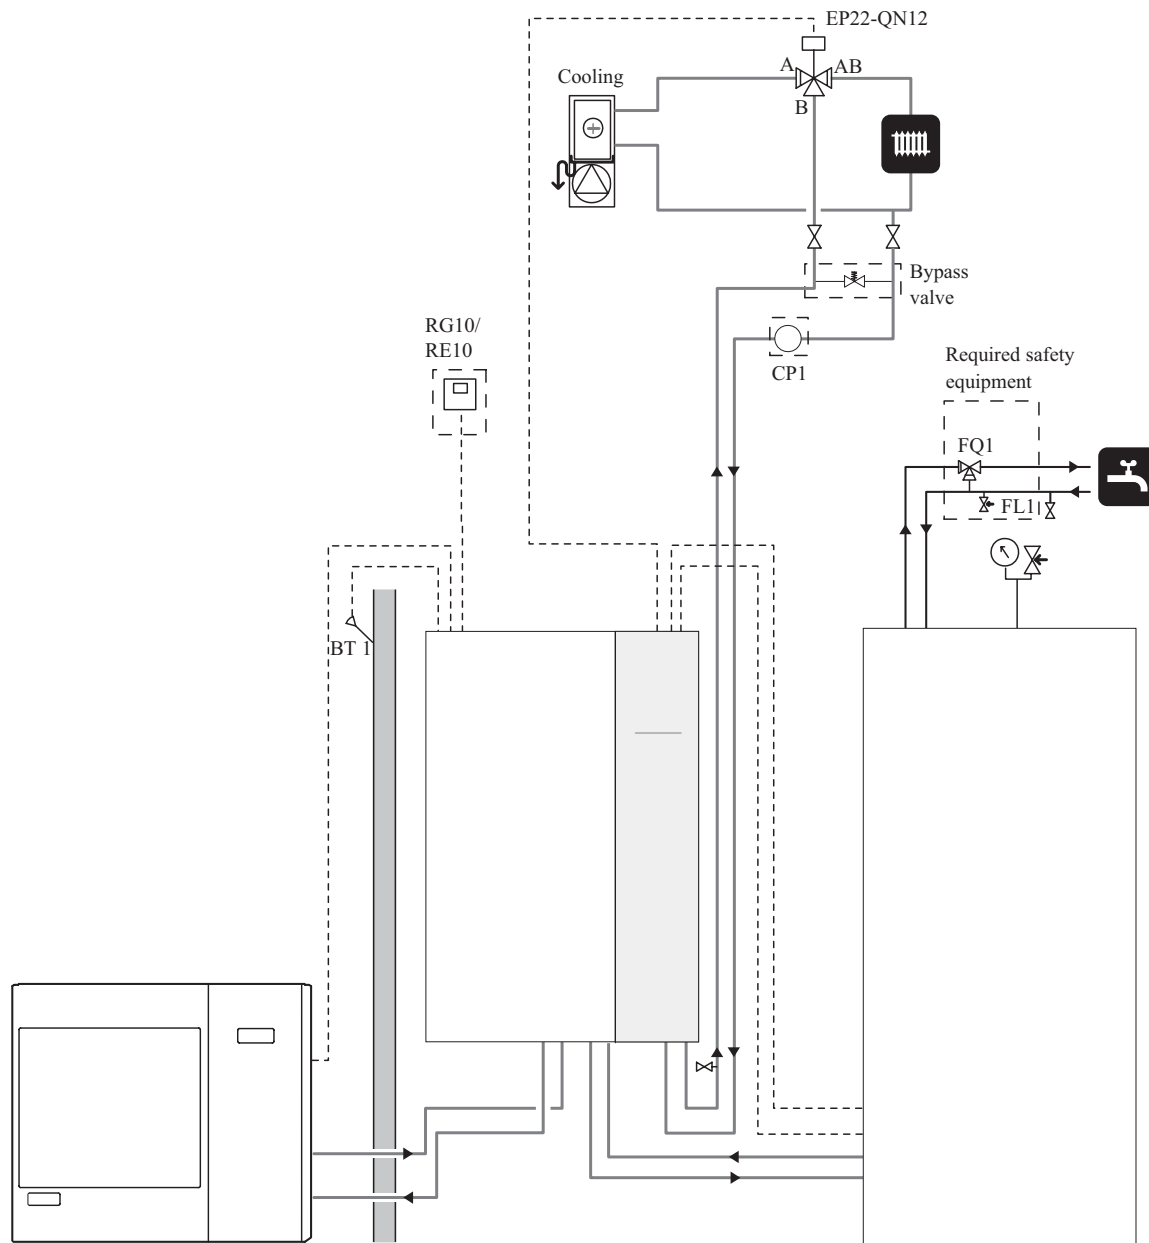 EP22-QN12
A
AB
Cooling
B
Bypass
valve
RG10/
RE10
CP1
Required safety
equipment
FQ1
FL1
BT 1